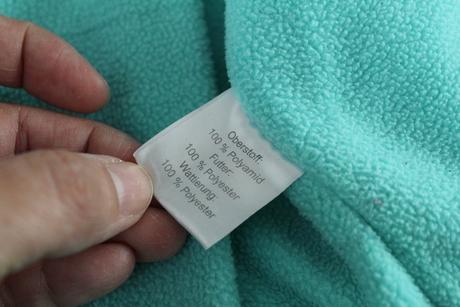 Oberstoff:
100 % Polyamid
Futter:
100 % Polyester
Wattierung:
100 % Polyester